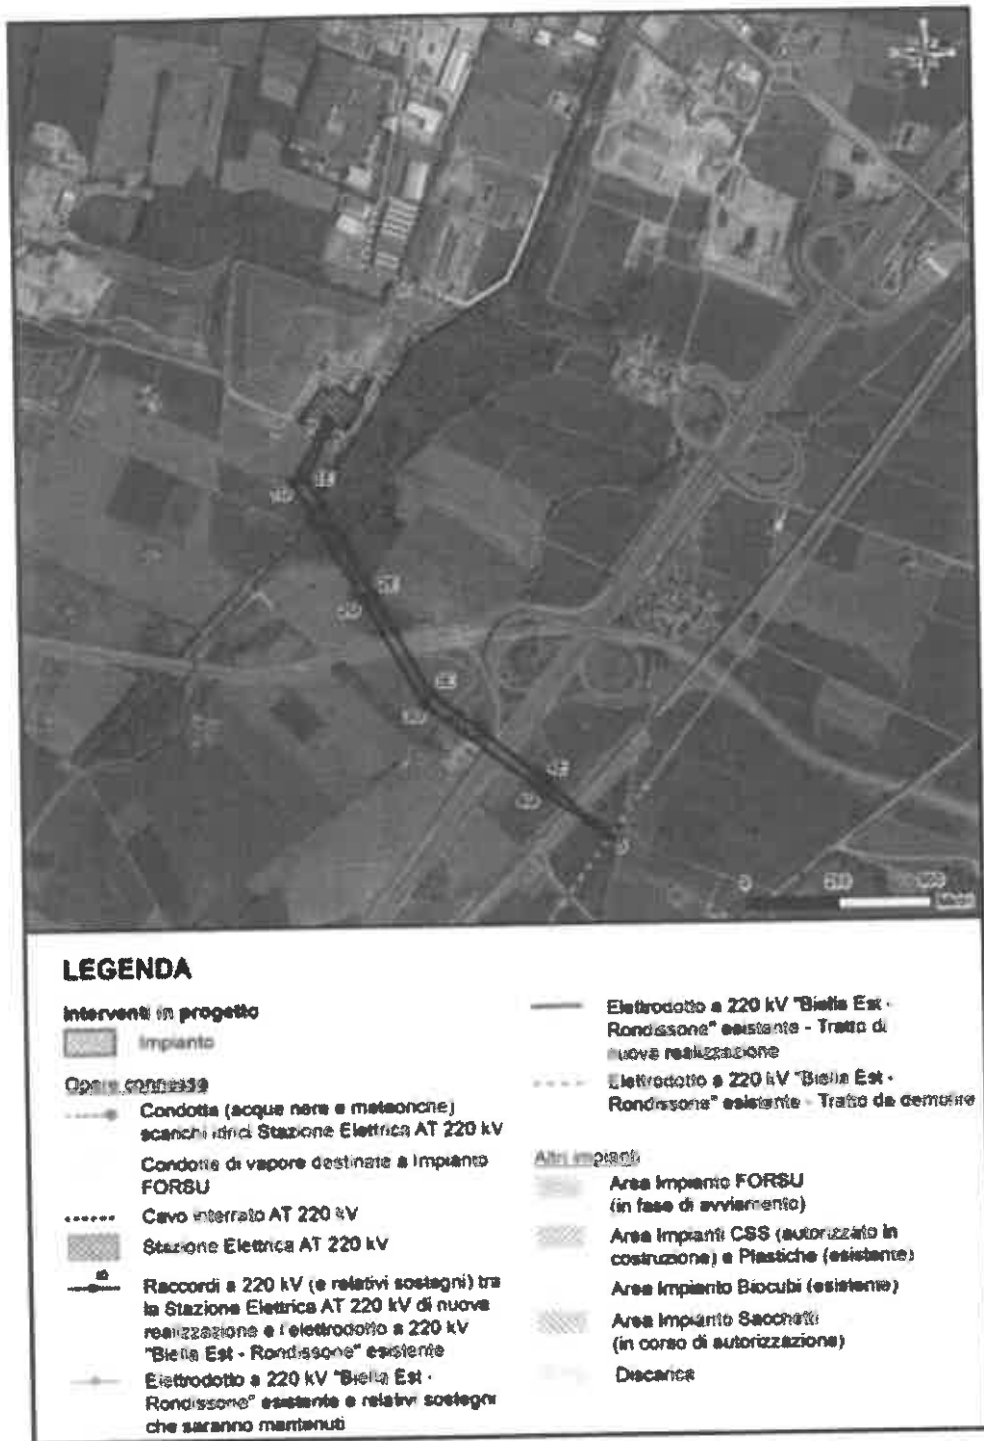 0
Metri
LEGENDA
Interventi in progetto
Impianto
Opere connesse
Condotta (acque nere e meteoriche)
scarichi idrici Stazione Elettrica AT 220 kV
Condotte di vapore destinate a Impianto
FORSU
Cavo interrato AT 220 kV
Stazione Elettrica AT 220 kV
Raccordi a 220 kV (e relativi sostegni) tra
la Stazione Elettrica AT 220 kV di nuova
realizzazione e l'elettrodotto a 220 kV
"Biella Est - Rondissone" esistente
Elettrodotto a 220 kV "Biella Est -
Rondissone" esistente e relativi sostegni
che saranno mantenuti
Elettrodotto a 220 kV "Biella Est -
Rondissone" esistente - Tratto di
nuova realizzazione
Elettrodotto a 220 kV "Biella Est -
Rondissone" esistente - Tratto da demolire
Altri impianti
Area Impianto FORSU
(in fase di avviamento)
Area Impianti CSS (autorizzato in
costruzione) e Plastiche (esistente)
Area Impianto Biocubi (esistente)
Area Impianto Sacchetti
(in corso di autorizzazione)
Discarica